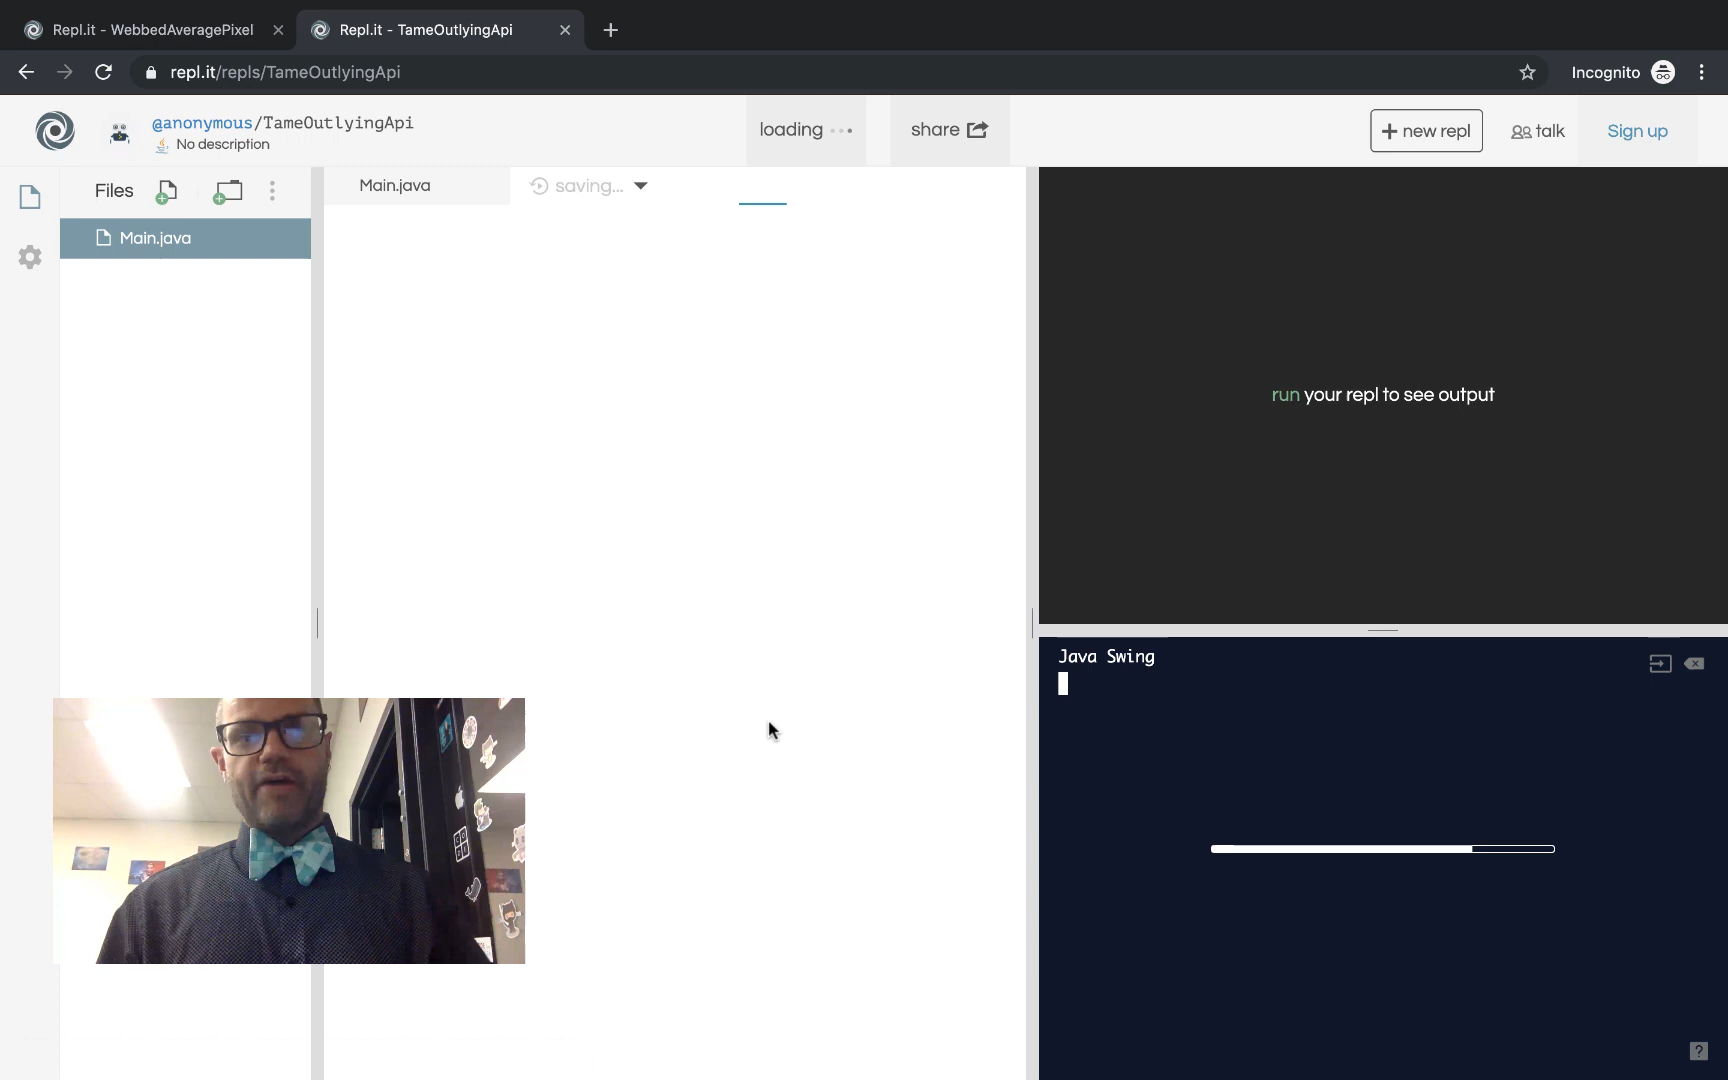 Repl.it - WebbedAveragePixel
Repl.it - TameOutlyingApi
repl.it/repls/TameOutlyingApi
Incognito
@anonymous/TameOutlyingApi
No description
loading
share
+ new repl
talk
Sign up
Files
Main.java
saving...
Main.java
run your repl to see output
Java Swing
?